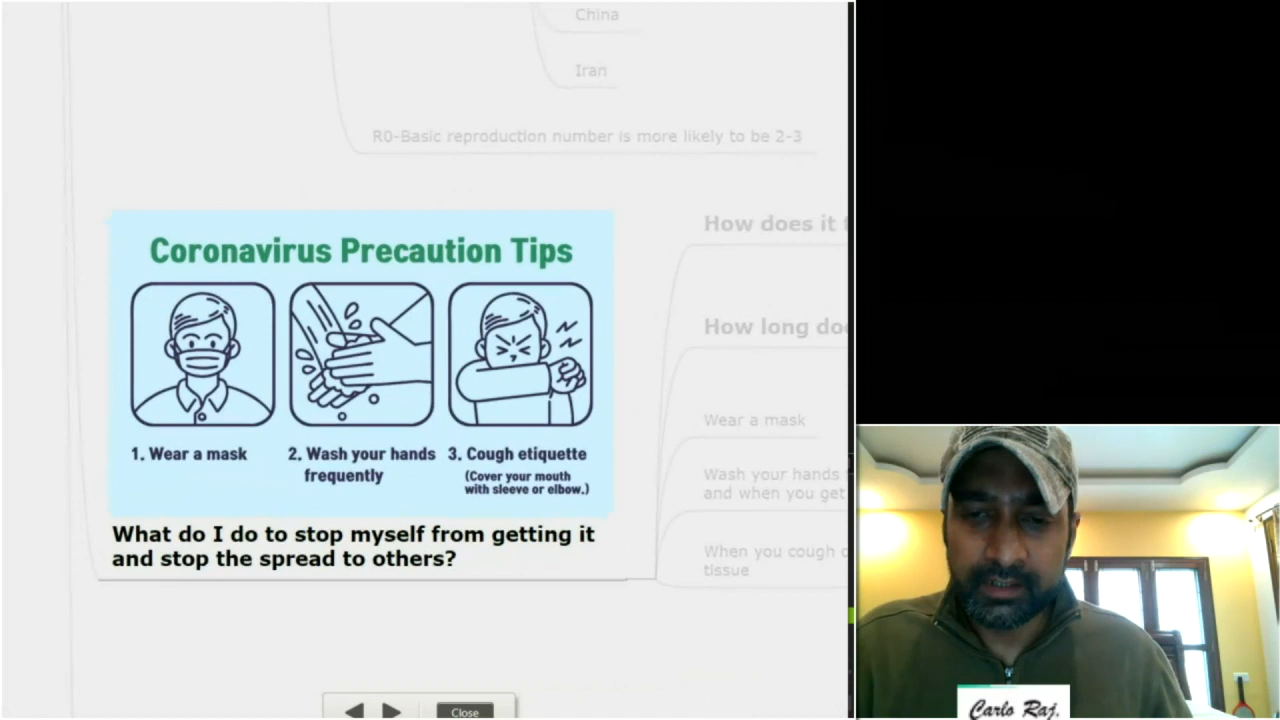 China
Iran
R0-Basic reproduction number is more likely to be 2-3
Coronavirus Precaution Tips
1. Wear a mask
2. Wash your hands
frequently
3. Cough etiquette
(Cover your mouth
with sleeve or elbow.)
What do I do to stop myself from getting it
and stop the spread to others?
How does it
How long
Wear a mask
Wash your hands
and when you get
When you cough
tissue
Close
Carlo Raj.